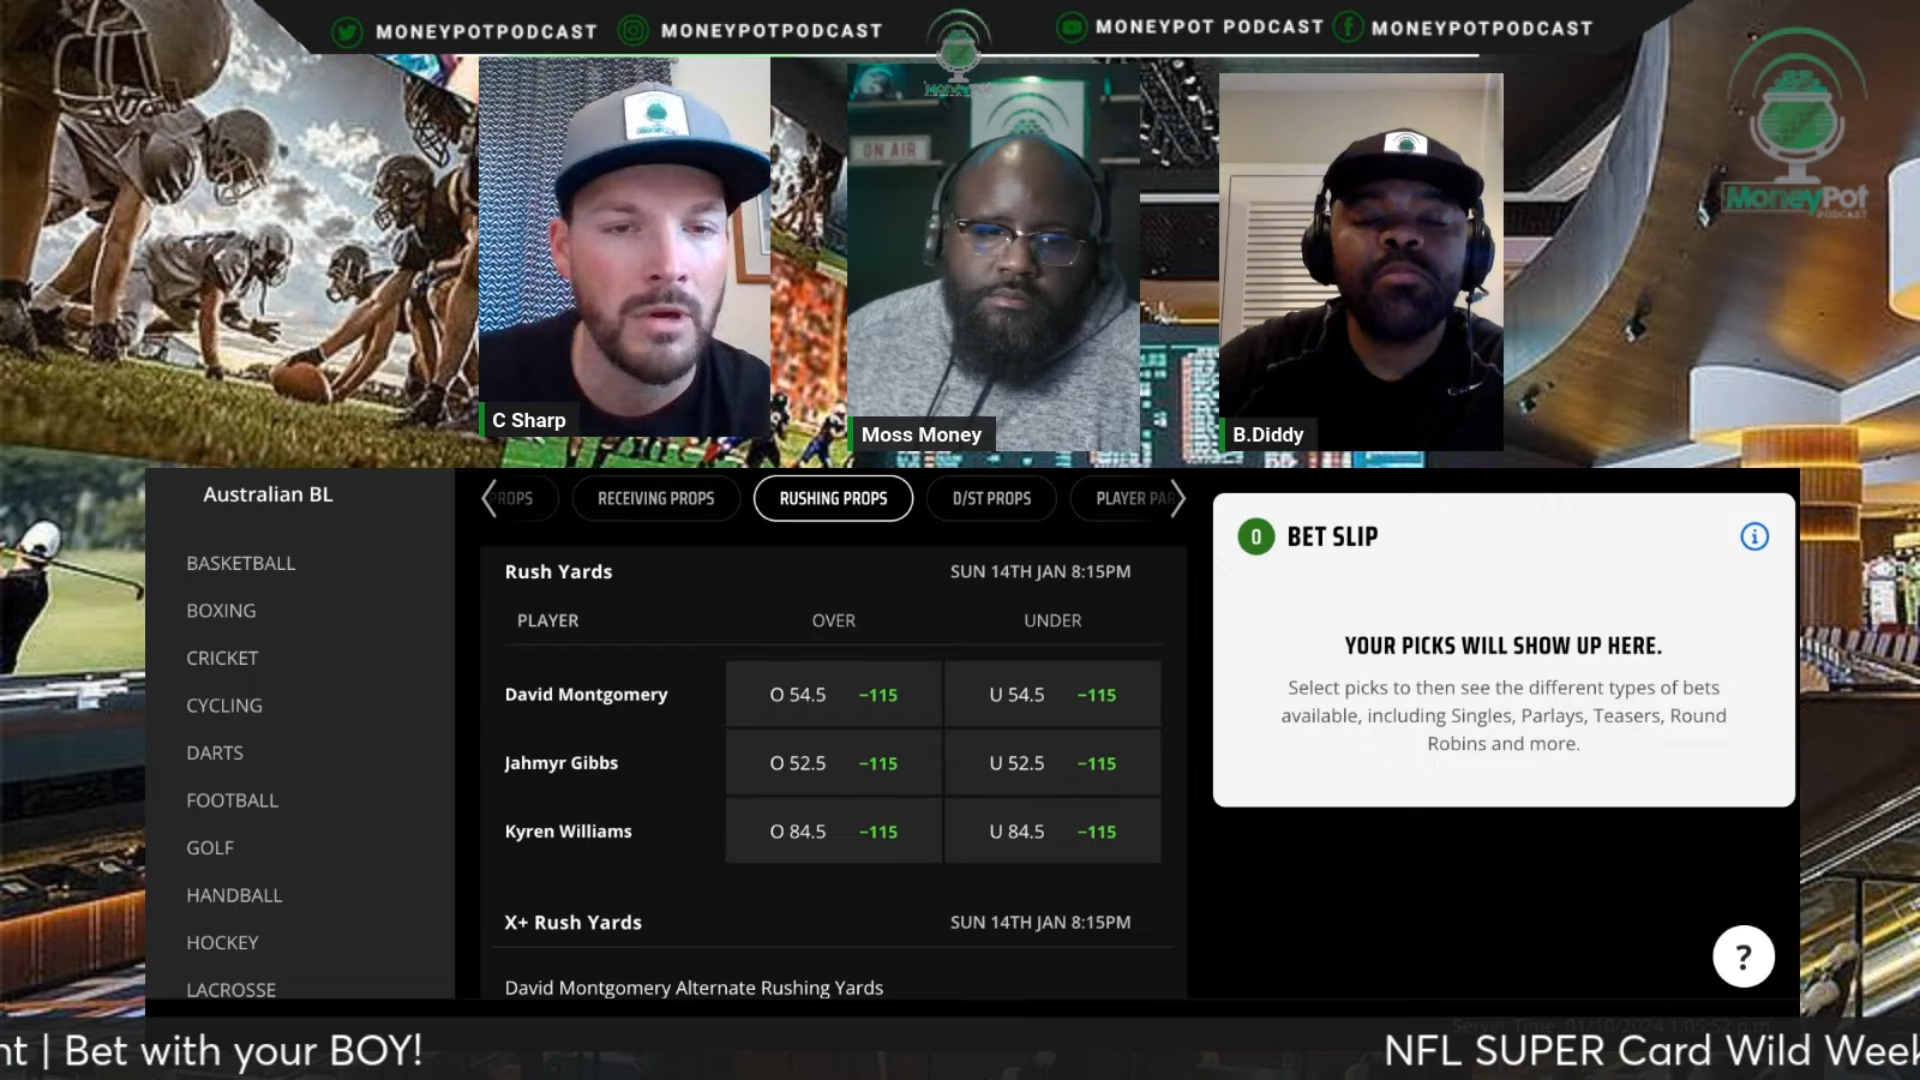 MONEYPOTPODCAST
MONEYPOTPODCAST
MONEYPOT PODCAST
MONEYPOTPODCAST
MoneyPot
PODCAST
ON AIR
C Sharp
Moss Money
B.Diddy
Australian BL
BASKETBALL
BOXING
CRICKET
CYCLING
DARTS
FOOTBALL
GOLF
HANDBALL
HOCKEY
LACROSSE
PROPS
RECEIVING PROPS
RUSHING PROPS
D/ST PROPS
PLAYER PAR
Rush Yards SUN 14TH JAN 8:15PM
PLAYER OVER UNDER
David Montgomery O 54.5 −115 U 54.5 −115
Jahmyr Gibbs O 52.5 −115 U 52.5 −115
Kyren Williams O 84.5 −115 U 84.5 −115
X+ Rush Yards SUN 14TH JAN 8:15PM
David Montgomery Alternate Rushing Yards
0 BET SLIP
YOUR PICKS WILL SHOW UP HERE.
Select picks to then see the different types of bets
available, including Singles, Parlays, Teasers, Round
Robins and more.
?
nt | Bet with your BOY!
NFL SUPER Card Wild Week